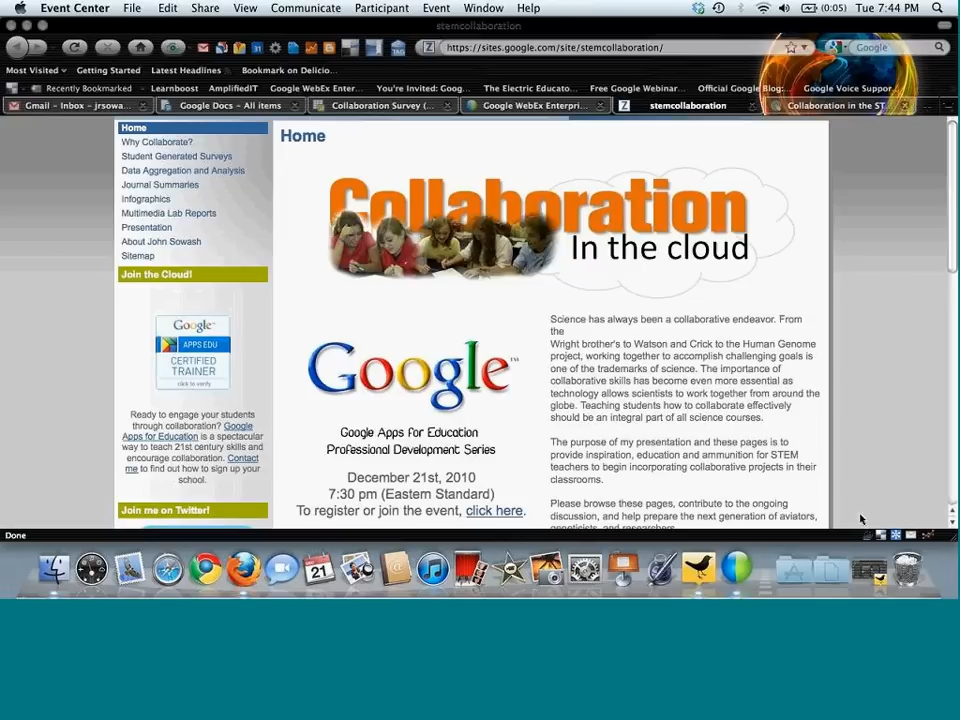 Event Center File Edit Share View Communicate Participant Event Window Help (0:05) Tue 7:44 PM
stemcollaboration
https://sites.google.com/site/stemcollaboration/ Google
Most Visited Getting Started Latest Headlines Bookmark on Delicio...
Recently Bookmarked Learnboost AmplifiedIT Google WebEx Enter... You're Invited: Goog... The Electric Educato... Free Google Webinar... Official Google Blog:... Google Voice Suppor...
Gmail - Inbox - jrsowa... Google Docs - All items Collaboration Survey (... Google WebEx Enterpri... stemcollaboration Collaboration in the ST...
Home
Why Collaborate?
Student Generated Surveys
Data Aggregation and Analysis
Journal Summaries
Infographics
Multimedia Lab Reports
Presentation
About John Sowash
Sitemap
Join the Cloud!
Google
APPS EDU
CERTIFIED
TRAINER
click to verify
Ready to engage your students
through collaboration? Google
Apps for Education is a spectacular
way to teach 21st century skills and
encourage collaboration. Contact
me to find out how to sign up your
school.
Join me on Twitter!
Home
Collaboration
In the cloud
Google™
Google Apps for Education
Professional Development Series
December 21st, 2010
7:30 pm (Eastern Standard)
To register or join the event, click here.
Science has always been a collaborative endeavor. From
the
Wright brother's to Watson and Crick to the Human Genome
project, working together to accomplish challenging goals is
one of the trademarks of science. The importance of
collaborative skills has become even more essential as
technology allows scientists to work together from around the
globe. Teaching students how to collaborate effectively
should be an integral part of all science courses.
The purpose of my presentation and these pages is to
provide inspiration, education and ammunition for STEM
teachers to begin incorporating collaborative projects in their
classrooms.
Please browse these pages, contribute to the ongoing
discussion, and help prepare the next generation of aviators,
geneticists, and researchers.
Done
21